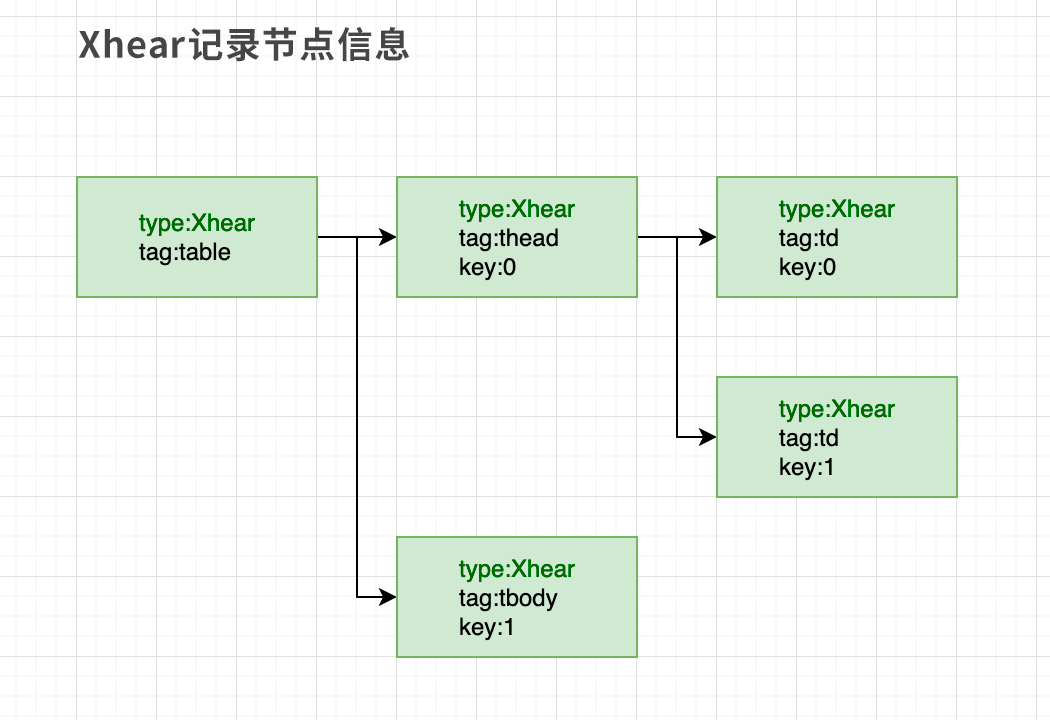 Xhear记录节点信息
type:Xhear
tag:table
type:Xhear
tag:thead
key:0
type:Xhear
tag:td
key:0
type:Xhear
tag:td
key:1
type:Xhear
tag:tbody
key:1